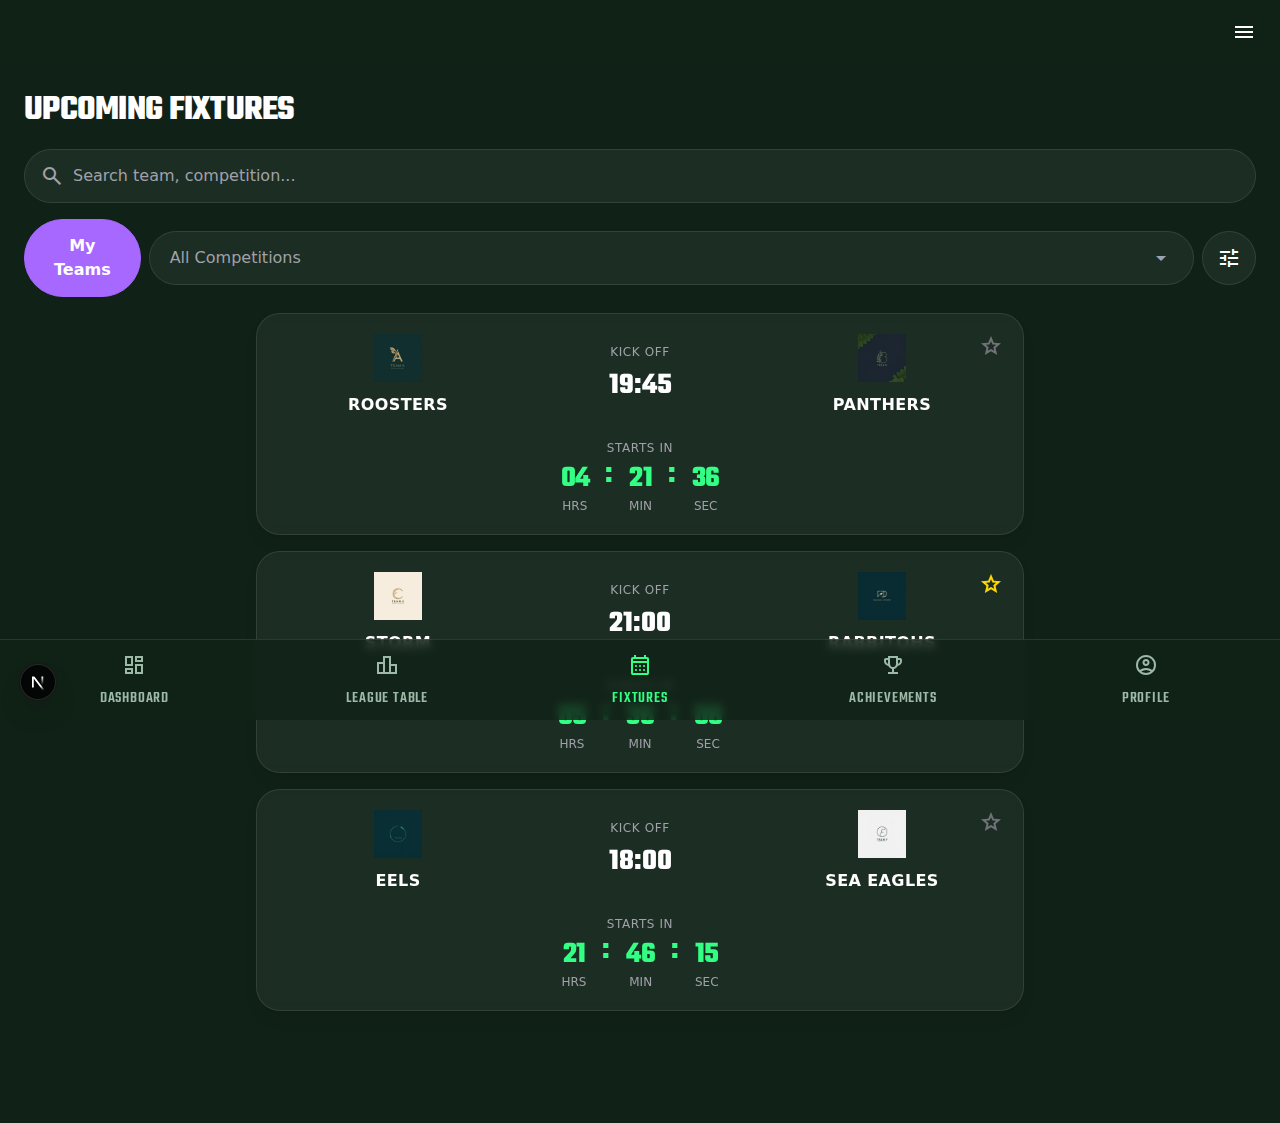 UPCOMING FIXTURES
Search team, competition...
My
Teams
All Competitions
KICK OFF
19:45
ROOSTERS
PANTHERS
STARTS IN
04 : 21 : 36
HRS MIN SEC
KICK OFF
21:00
STORM
RABBITOHS
DASHBOARD
LEAGUE TABLE
FIXTURES
ACHIEVEMENTS
PROFILE
HRS MIN SEC
KICK OFF
18:00
EELS
SEA EAGLES
STARTS IN
21 : 46 : 15
HRS MIN SEC